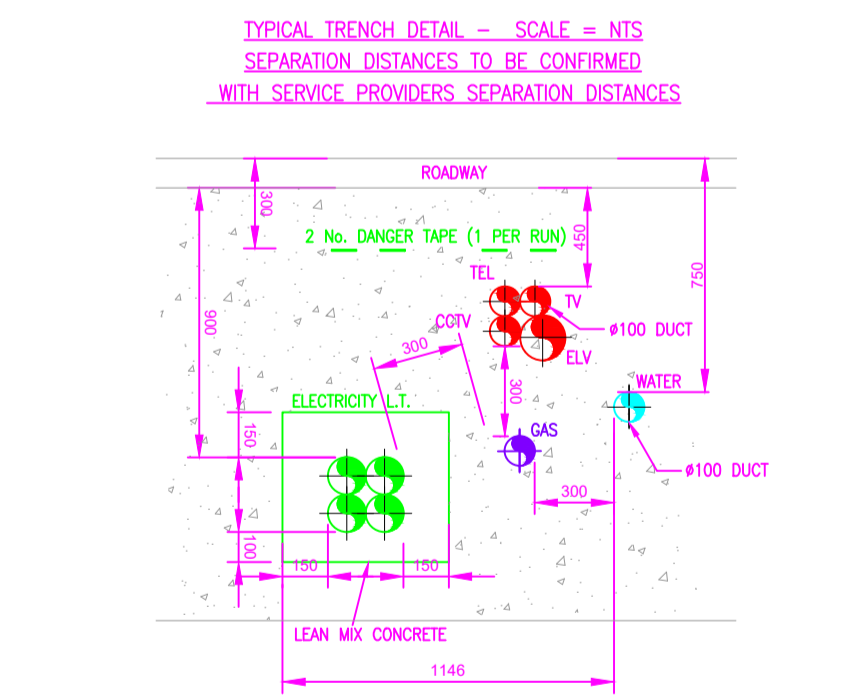 TYPICAL TRENCH DETAIL – SCALE = NTS
SEPARATION DISTANCES TO BE CONFIRMED
WITH SERVICE PROVIDERS SEPARATION DISTANCES
ROADWAY
300
2 No. DANGER TAPE (1 PER RUN)
450
750
TEL
TV
900
CCTV
ø100 DUCT
300
ELV
300
WATER
ELECTRICITY L.T.
150
GAS
ø100 DUCT
300
100
150
150
LEAN MIX CONCRETE
1146